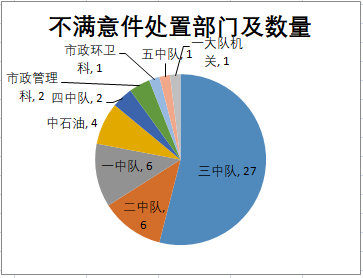 不满意件处置部门及数量
市政环卫科, 1
五中队, 1
一大队机关, 1
市政管理科, 2
四中队, 2
中石油, 4
一中队, 6
二中队, 6
三中队, 27